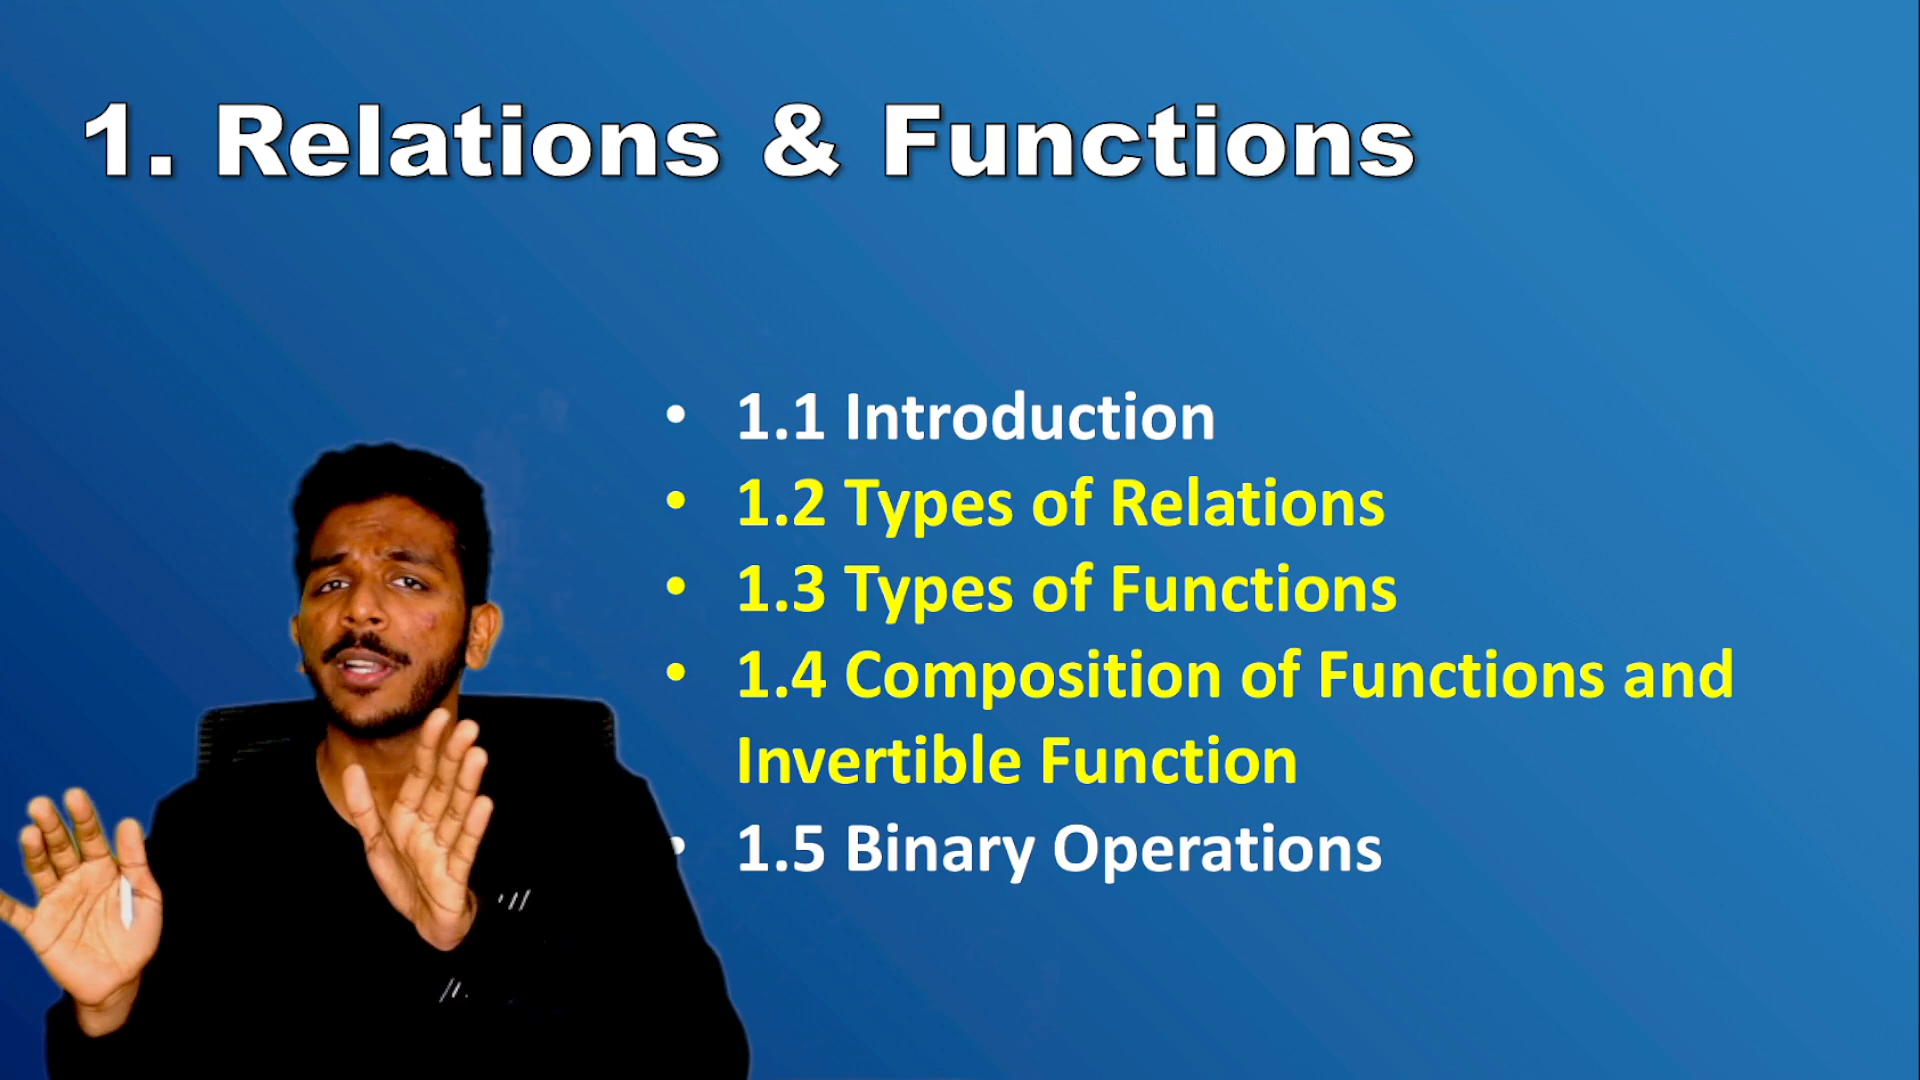 1. Relations & Functions
• 1.1 Introduction
• 1.2 Types of Relations
• 1.3 Types of Functions
• 1.4 Composition of Functions and
Invertible Function
• 1.5 Binary Operations